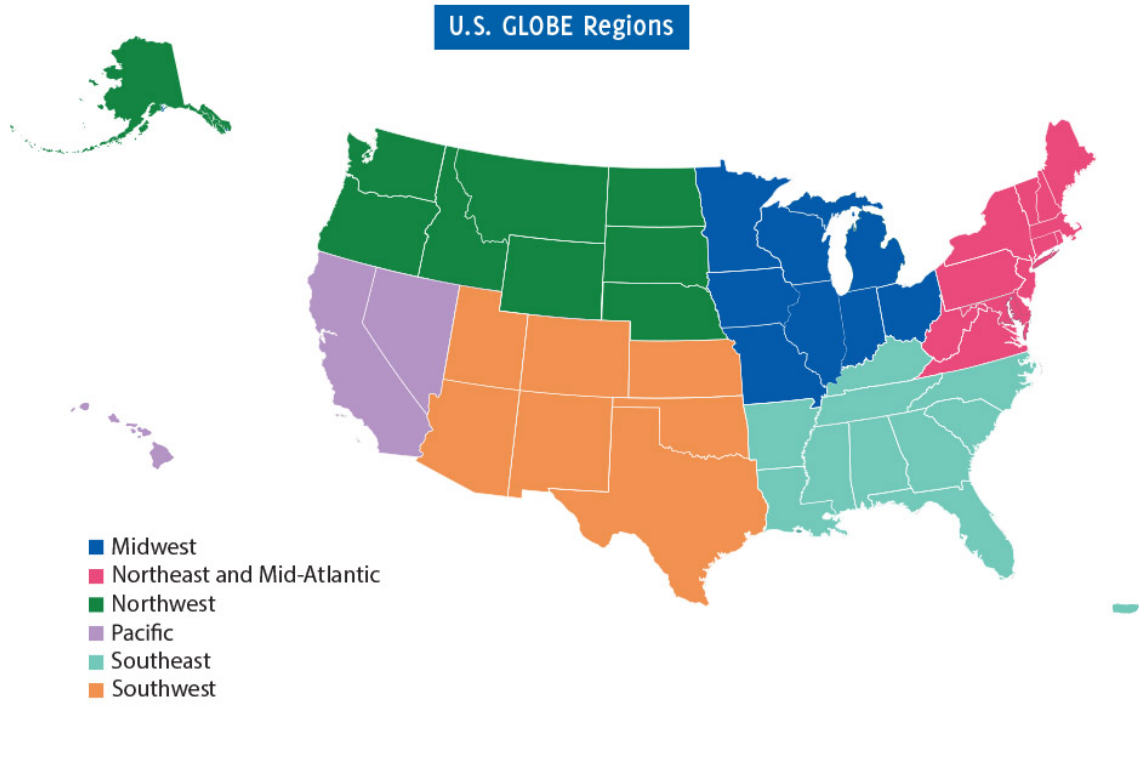 U.S. GLOBE Regions
Midwest
Northeast and Mid-Atlantic
Northwest
Pacific
Southeast
Southwest